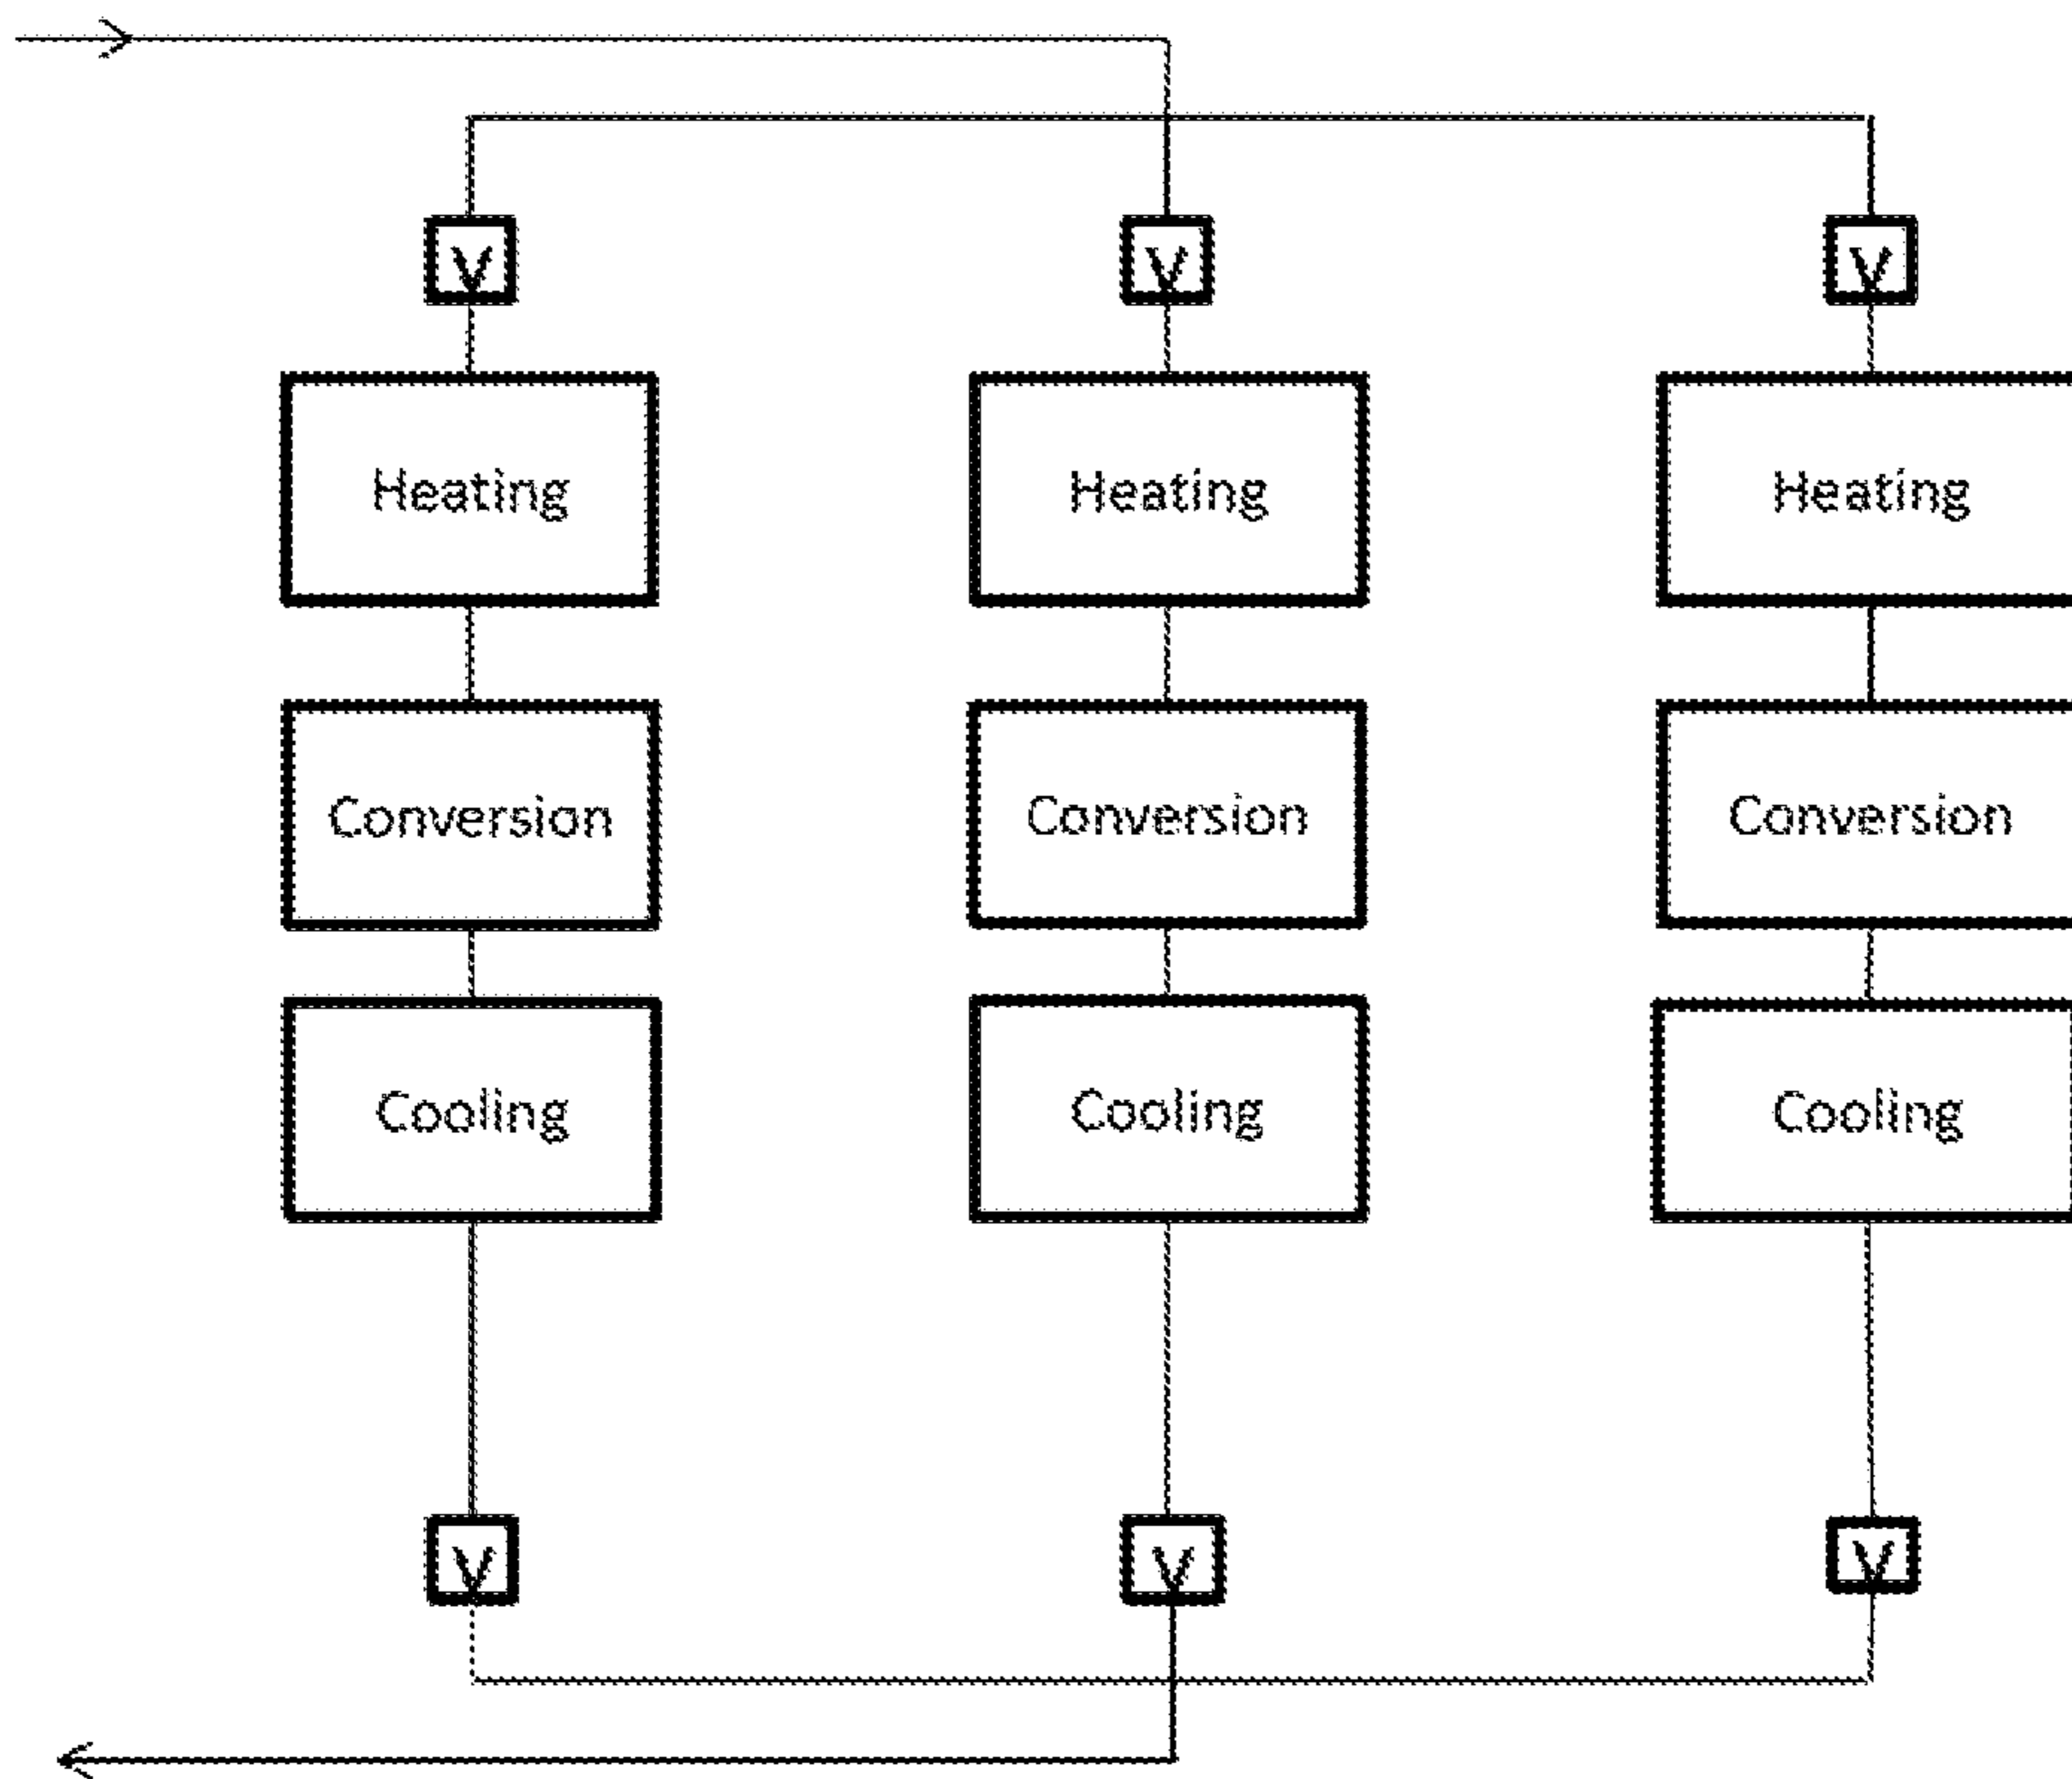 V V V
Heating Heating Heating
Conversion Conversion Conversion
Cooling Cooling Cooling
V V V